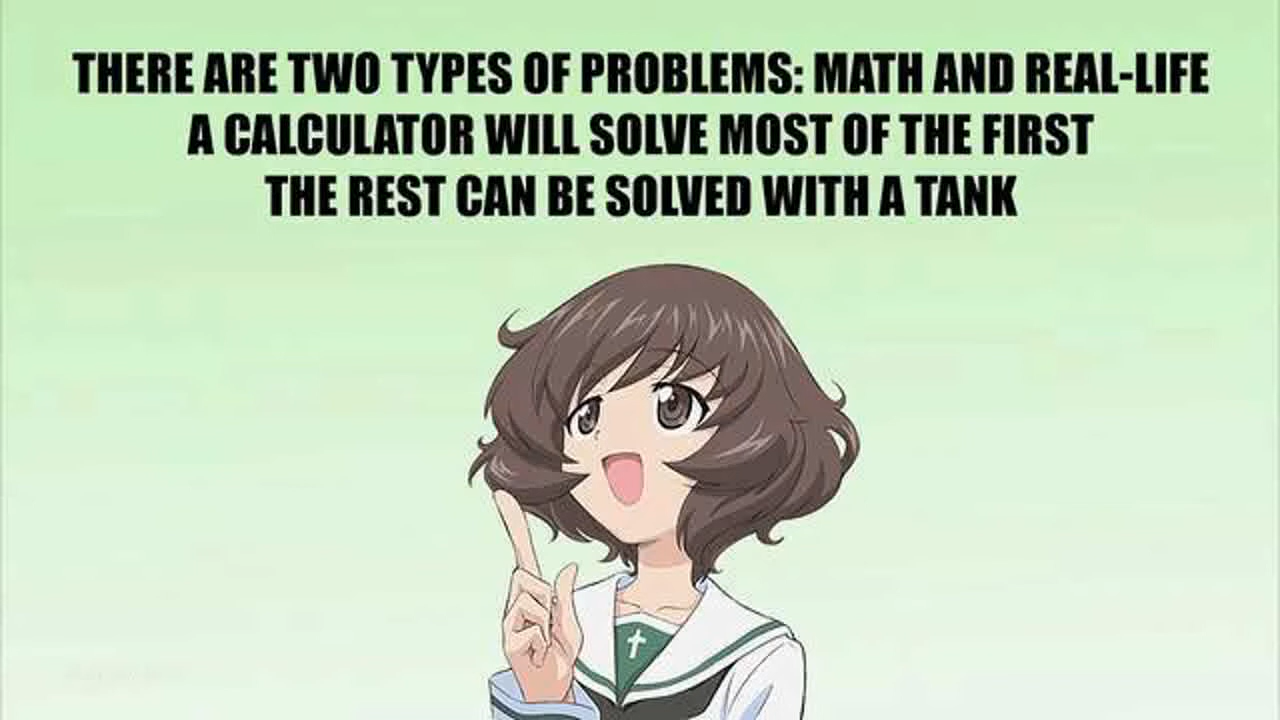 THERE ARE TWO TYPES OF PROBLEMS: MATH AND REAL-LIFE
A CALCULATOR WILL SOLVE MOST OF THE FIRST
THE REST CAN BE SOLVED WITH A TANK